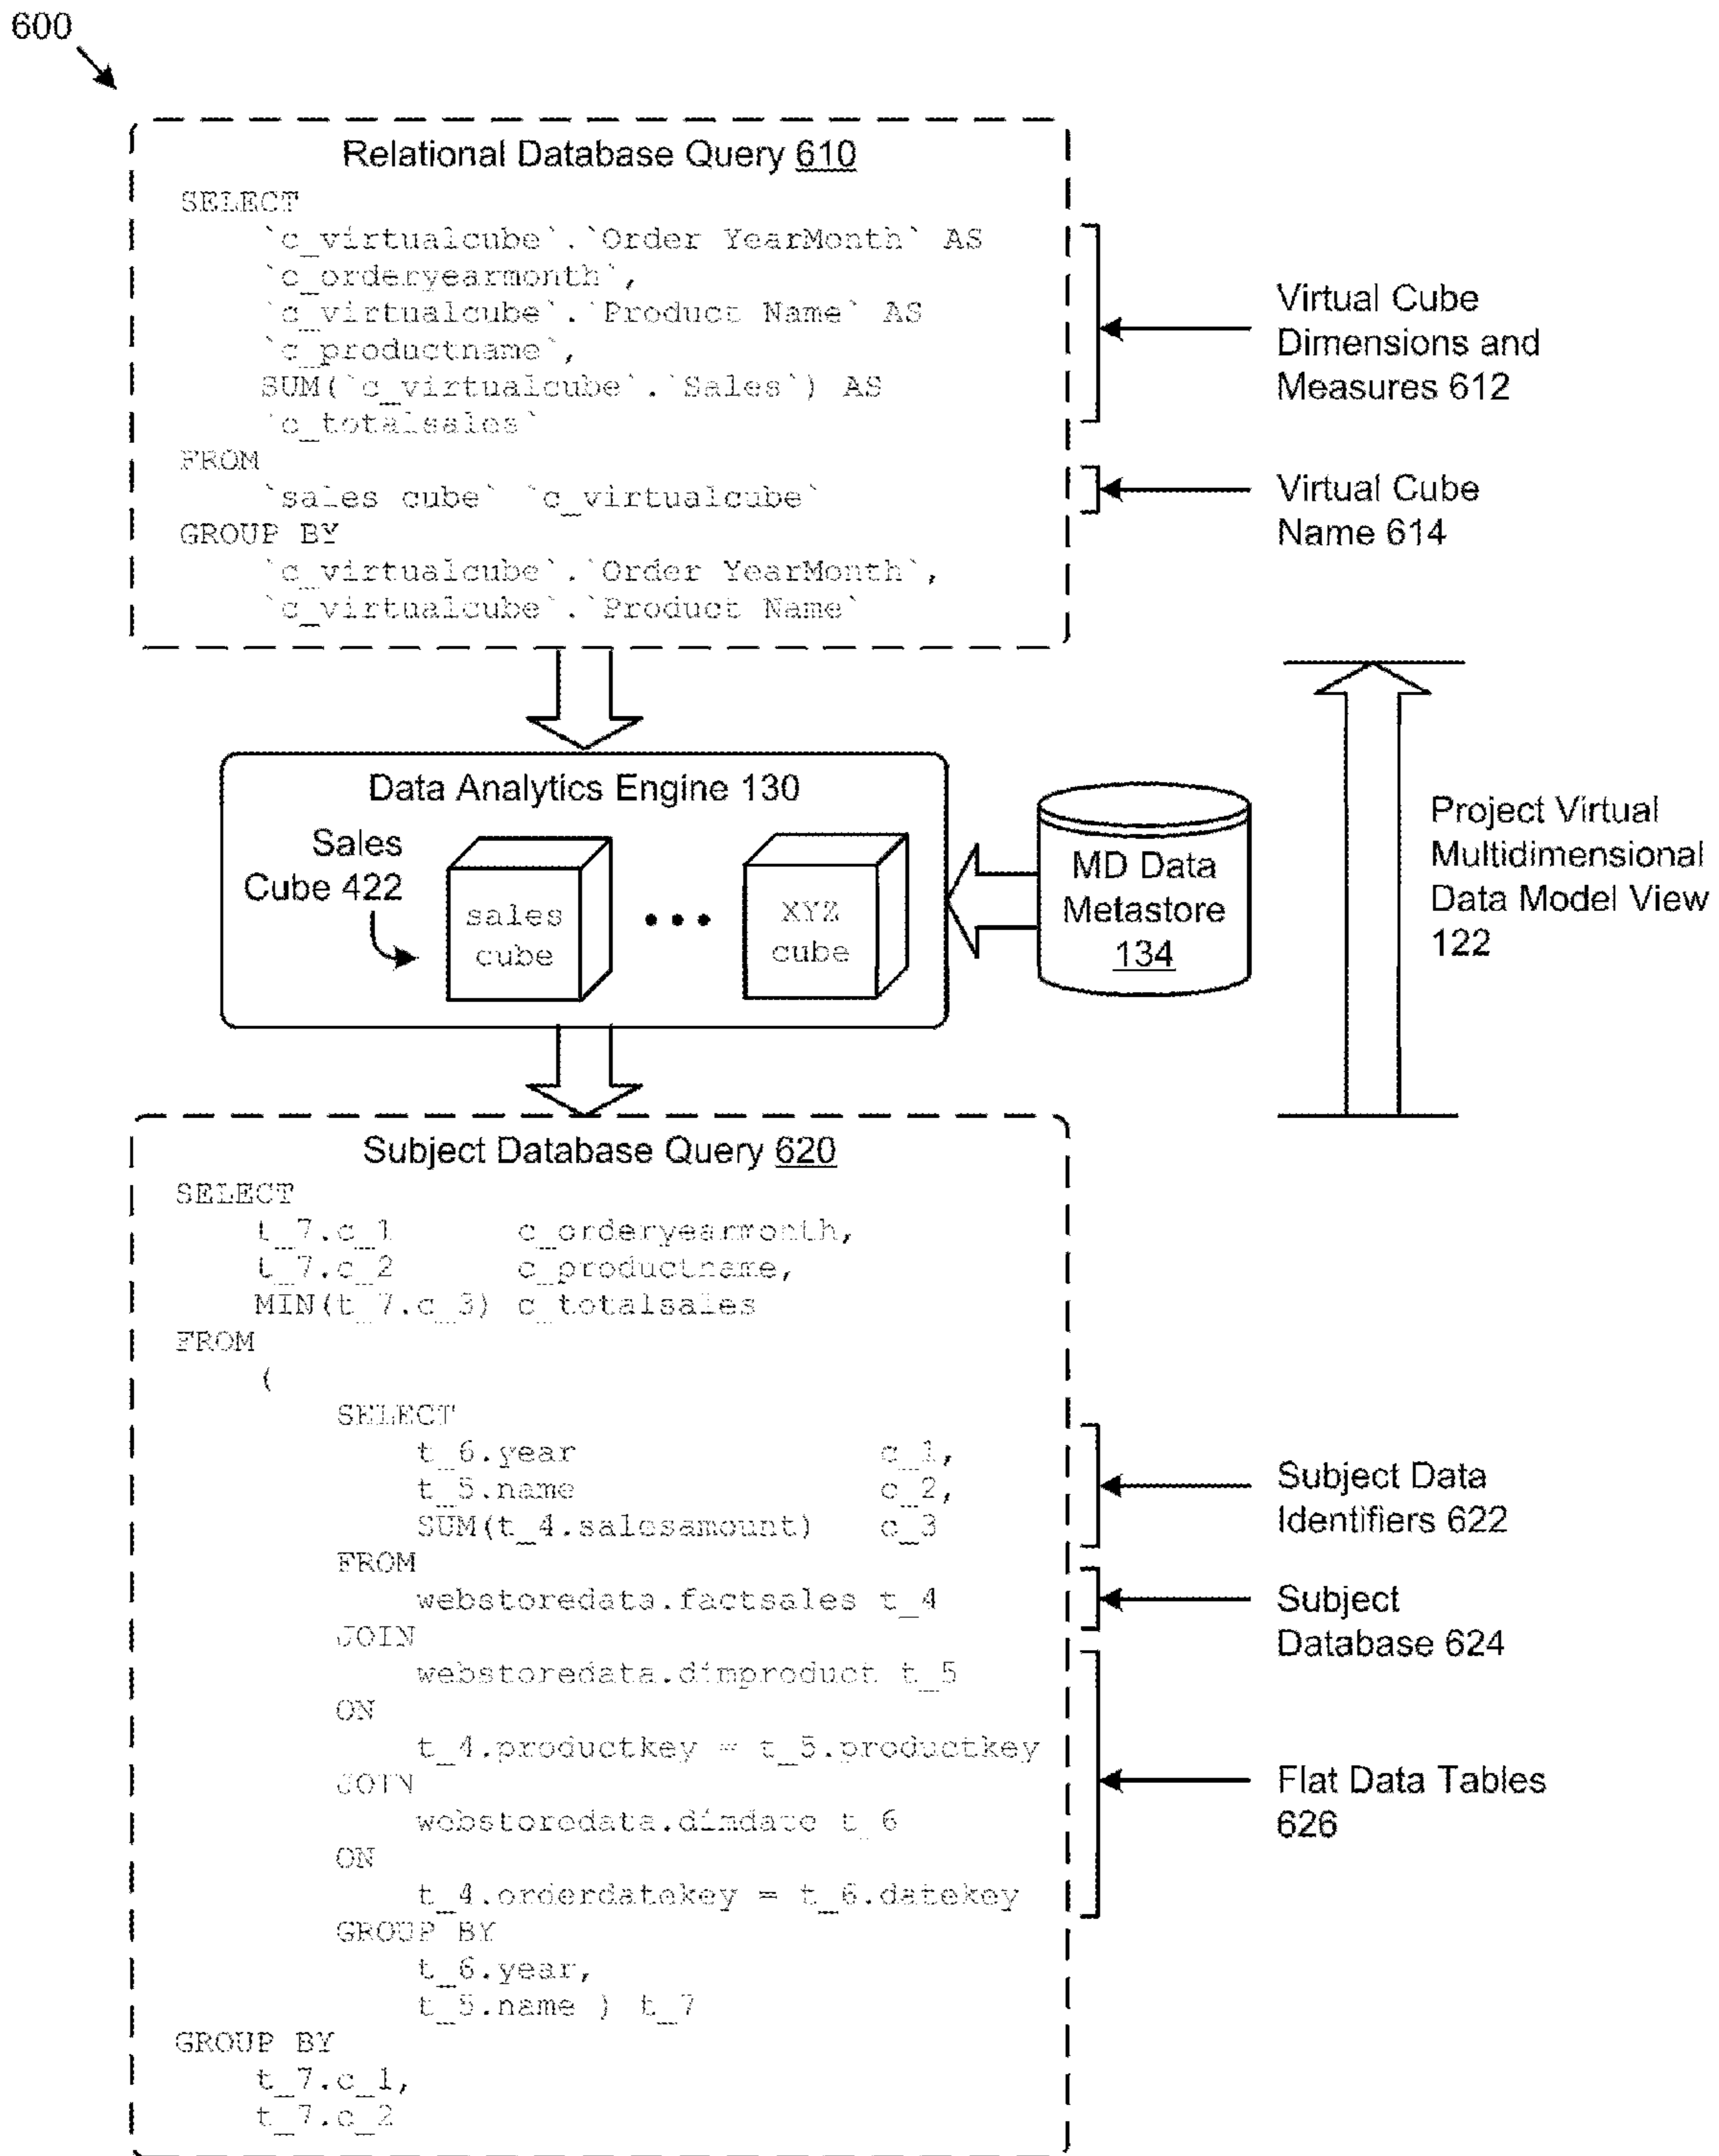 600
Relational Database Query 610
SELECT
`c_virtualcube`.`Order YearMonth` AS
`c_orderyearmonth`,
`c_virtualcube`.`Product Name` AS
`c_productname`,
SUM(`c_virtualcube`.`Sales`) AS
`c_totalsales`
FROM
`sales cube` `c_virtualcube`
GROUP BY
`c_virtualcube`.`Order YearMonth`,
`c_virtualcube`.`Product Name`
Virtual Cube
Dimensions and
Measures 612
Virtual Cube
Name 614
Data Analytics Engine 130
Sales
Cube 422
sales
cube
XYZ
cube
MD Data
Metastore
134
Project Virtual
Multidimensional
Data Model View
122
Subject Database Query 620
SELECT
t_7.c_1 c_orderyearmonth,
t_7.c_2 c_productname,
MIN(t_7.c_3) c_totalsales
FROM
(
SELECT
t_6.year c_1,
t_5.name c_2,
SUM(t_4.salesamount) c_3
FROM
webstoredata.factsales t_4
JOIN
webstoredata.dimproduct t_5
ON
t_4.productkey = t_5.productkey
JOIN
webstoredata.dimdate t_6
ON
t_4.orderdatekey = t_6.datekey
GROUP BY
t_6.year,
t_5.name ) t_7
GROUP BY
t_7.c_1,
t_7.c_2
Subject Data
Identifiers 622
Subject
Database 624
Flat Data Tables
626